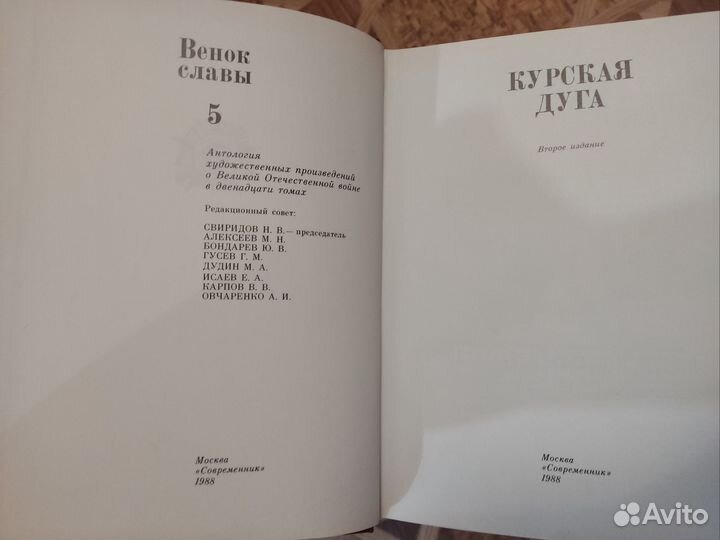 Венок
славы
5
Антология
художественных произведений
о Великой Отечественной войне
в двенадцати томах
Редакционный совет:
СВИРИДОВ Н. В.— председатель
АЛЕКСЕЕВ М. Н.
БОНДАРЕВ Ю. В.
ГУСЕВ Г. М.
ДУДИН М. А.
ИСАЕВ Е. А.
КАРПОВ В. В.
ОВЧАРЕНКО А. И.
Москва
«Современник»
1988
КУРСКАЯ
ДУГА
Второе издание
Москва
«Современник»
1988
Avito